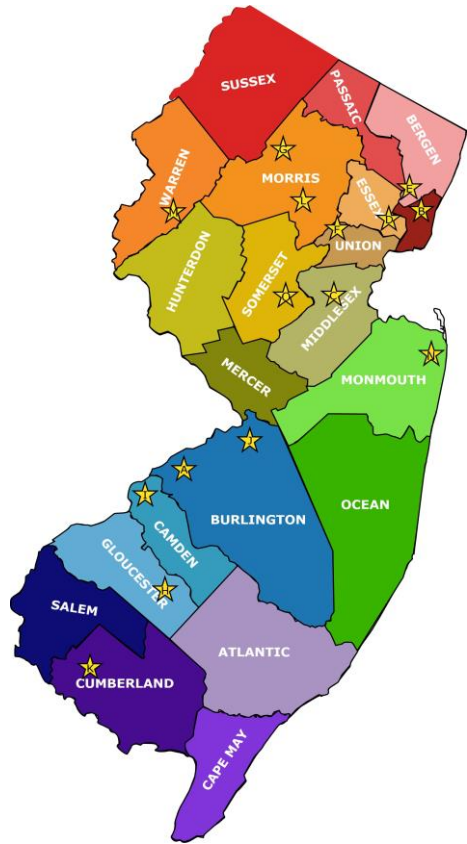 SUSSEX
PASSAIC
BERGEN
WARREN
MORRIS
ESSEX
UNION
HUNTERDON
SOMERSET
MIDDLESEX
MERCER
MONMOUTH
OCEAN
BURLINGTON
CAMDEN
GLOUCESTER
SALEM
ATLANTIC
CUMBERLAND
CAPE MAY